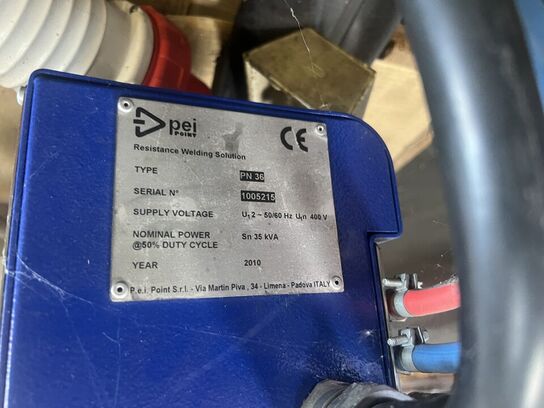 pei
POINT
CE
Resistance Welding Solution
TYPE PN 36
SERIAL N° 1005215
SUPPLY VOLTAGE U₁ 2 ~ 50/60 Hz U₁n 400 V
NOMINAL POWER Sn 35 kVA
@50% DUTY CYCLE
YEAR 2010
P.e.i. Point S.r.l. - Via Martin Piva , 34 - Limena - Padova ITALY